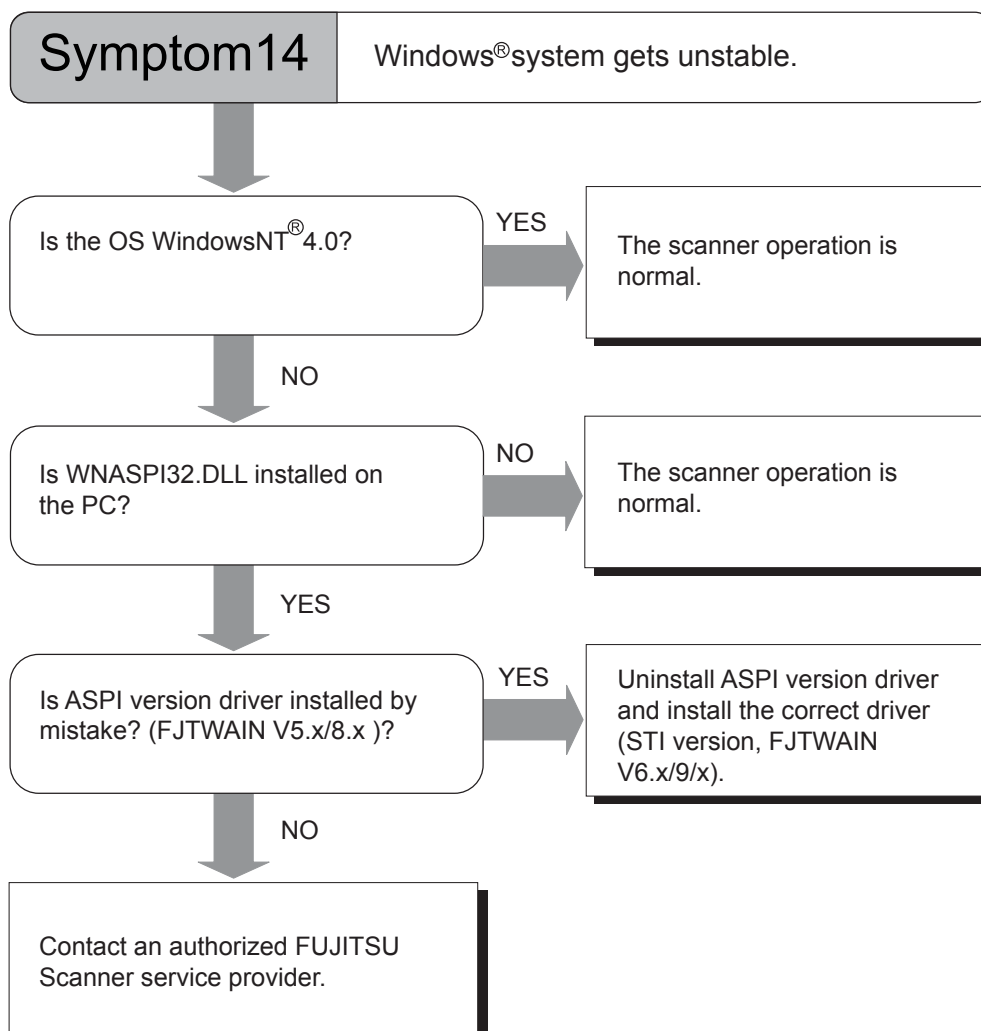 Symptom14
Windows® system gets unstable.
Is the OS WindowsNT®4.0?
YES
The scanner operation is
normal.
NO
Is WNASPI32.DLL installed on
the PC?
NO
The scanner operation is
normal.
YES
Is ASPI version driver installed by
mistake? (FJTWAIN V5.x/8.x )?
YES
Uninstall ASPI version driver
and install the correct driver
(STI version, FJTWAIN
V6.x/9/x).
NO
Contact an authorized FUJITSU
Scanner service provider.